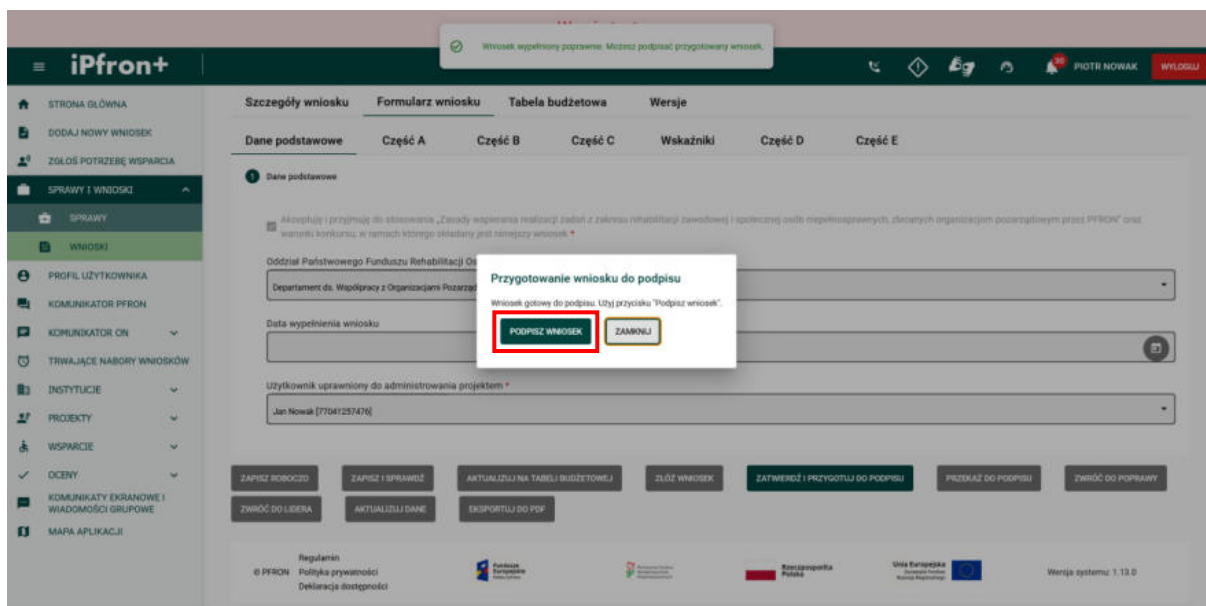 Wniosek wypełniony poprawnie. Możesz podpisać przygotowany wniosek.
iPfron+
30
PIOTR NOWAK
WYLOGUJ
STRONA GŁÓWNA
DODAJ NOWY WNIOSEK
ZGŁOŚ POTRZEBĘ WSPARCIA
SPRAWY I WNIOSKI
SPRAWY
WNIOSKI
PROFIL UŻYTKOWNIKA
KOMUNIKATOR PFRON
KOMUNIKATOR ON
TRWAJĄCE NABORY WNIOSKÓW
INSTYTUCJE
PROJEKTY
WSPARCIE
OCENY
KOMUNIKATY EKRANOWE I
WIADOMOŚCI GRUPOWE
MAPA APLIKACJI
Szczegóły wniosku Formularz wniosku Tabela budżetowa Wersje
Dane podstawowe Część A Część B Część C Wskaźniki Część D Część E
1 Dane podstawowe
Akceptuję i przyjmuję do stosowania „Zasady wspierania realizacji zadań z zakresu rehabilitacji zawodowej i społecznej osób niepełnosprawnych, zlecanych organizacjom pozarządowym przez PFRON" oraz
warunki konkursu, w ramach którego składany jest niniejszy wniosek *
Oddział Państwowego Funduszu Rehabilitacji Os
Departament ds. Współpracy z Organizacjami Pozarząd
Data wypełnienia wniosku
Użytkownik uprawniony do administrowania projektem *
Jan Nowak [77041257476]
Przygotowanie wniosku do podpisu
Wniosek gotowy do podpisu. Użyj przycisku "Podpisz wniosek".
PODPISZ WNIOSEK
ZAMKNIJ
ZAPISZ ROBOCZO ZAPISZ I SPRAWDŹ AKTUALIZUJ NA TABELI BUDŻETOWEJ ZŁÓŻ WNIOSEK ZATWIERDŹ I PRZYGOTUJ DO PODPISU PRZEKAŻ DO PODPISU ZWRÓĆ DO POPRAWY
ZWRÓĆ DO LIDERA AKTUALIZUJ DANE EKSPORTUJ DO PDF
© PFRON
Regulamin
Polityka prywatności
Deklaracja dostępności
Fundusze
Europejskie
Rzeczpospolita
Polska
Unia Europejska
Wersja systemu: 1.13.0